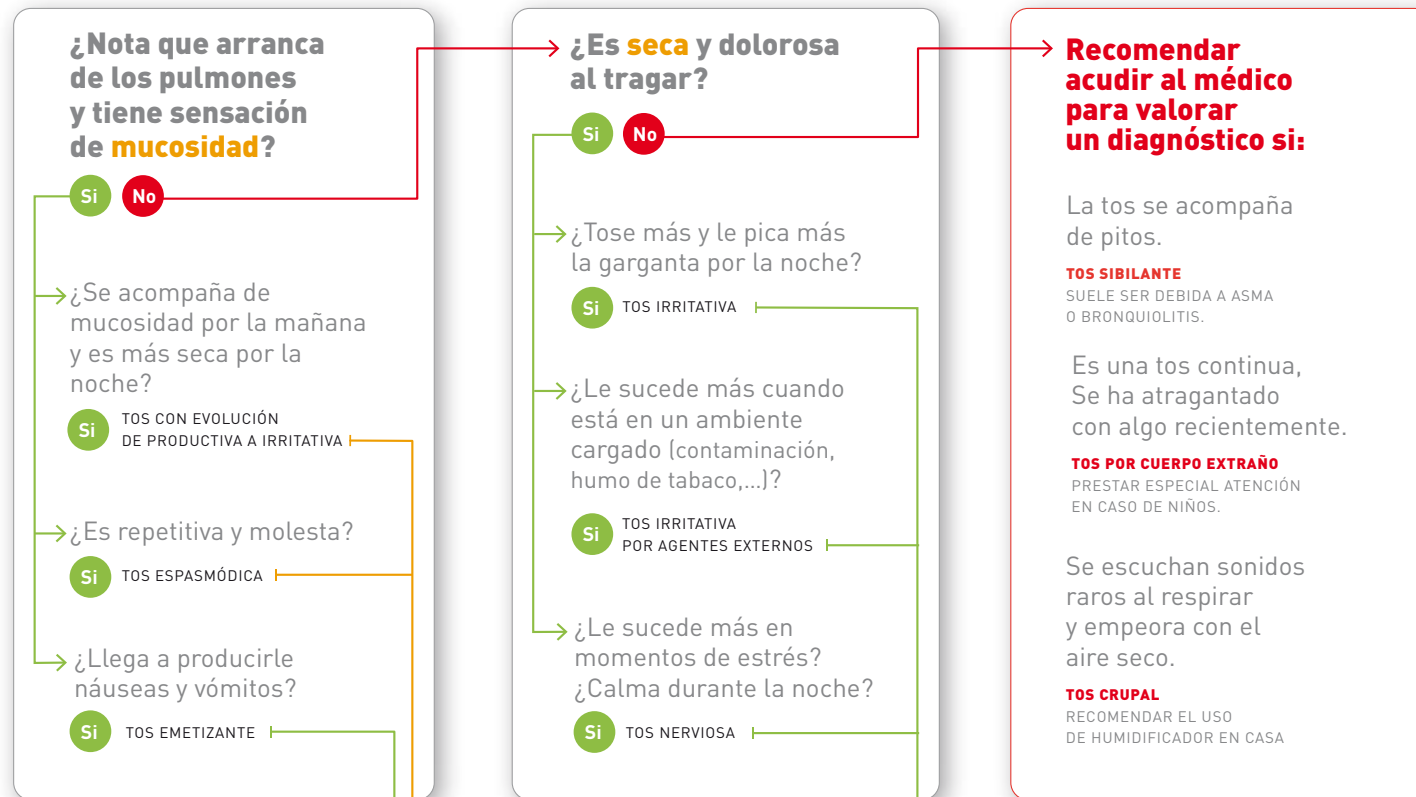 ¿Nota que arranca
de los pulmones
y tiene sensación
de mucosidad?
Si No
¿Se acompaña de
mucosidad por la mañana
y es más seca por la
noche?
Si TOS CON EVOLUCIÓN
DE PRODUCTIVA A IRRITATIVA
¿Es repetitiva y molesta?
Si TOS ESPASMÓDICA
¿Llega a producirle
náuseas y vómitos?
Si TOS EMETIZANTE
¿Es seca y dolorosa
al tragar?
Si No
¿Tose más y le pica más
la garganta por la noche?
Si TOS IRRITATIVA
¿Le sucede más cuando
está en un ambiente
cargado (contaminación,
humo de tabaco,...)?
Si TOS IRRITATIVA
POR AGENTES EXTERNOS
¿Le sucede más en
momentos de estrés?
¿Calma durante la noche?
Si TOS NERVIOSA
Recomendar
acudir al médico
para valorar
un diagnóstico si:
La tos se acompaña
de pitos.
TOS SIBILANTE
SUELE SER DEBIDA A ASMA
O BRONQUIOLITIS.
Es una tos continua,
Se ha atragantado
con algo recientemente.
TOS POR CUERPO EXTRAÑO
PRESTAR ESPECIAL ATENCIÓN
EN CASO DE NIÑOS.
Se escuchan sonidos
raros al respirar
y empeora con el
aire seco.
TOS CRUPAL
RECOMENDAR EL USO
DE HUMIDIFICADOR EN CASA